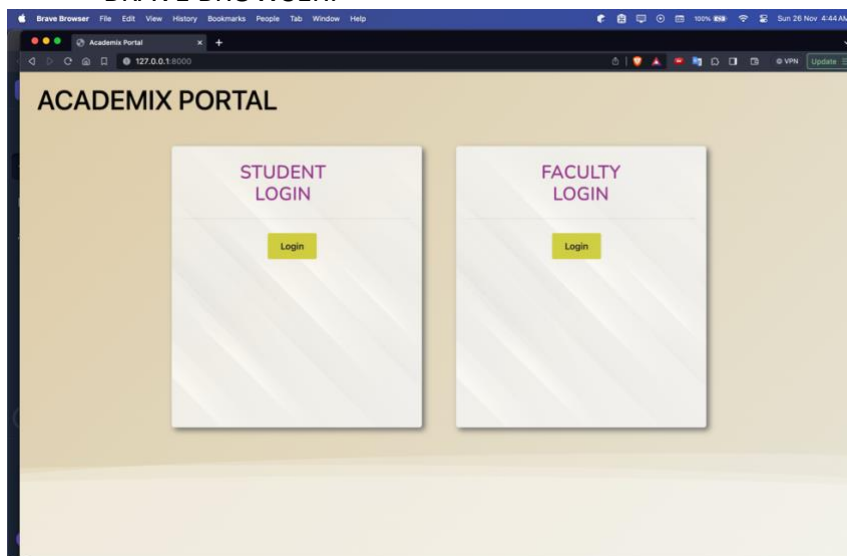 Brave Browser File Edit View History Bookmarks People Tab Window Help 100% Sun 26 Nov 4:44 AM
Academix Portal
127.0.0.1:8000 VPN Update
ACADEMIX PORTAL
STUDENT
LOGIN
Login
FACULTY
LOGIN
Login